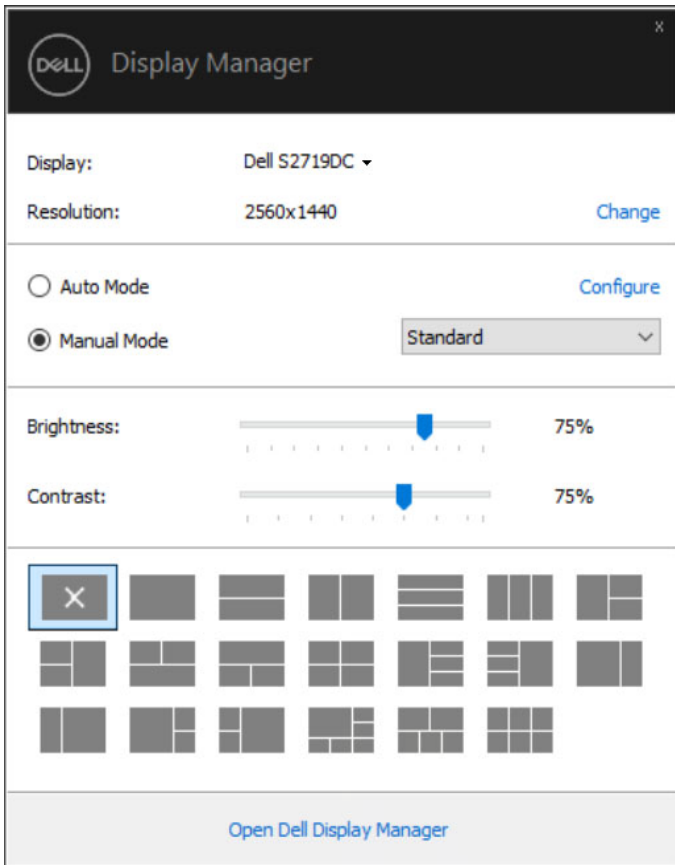 x
DELL Display Manager
Display: Dell S2719DC
Resolution: 2560x1440 Change
Auto Mode Configure
Manual Mode Standard
Brightness: 75%
Contrast: 75%
Open Dell Display Manager